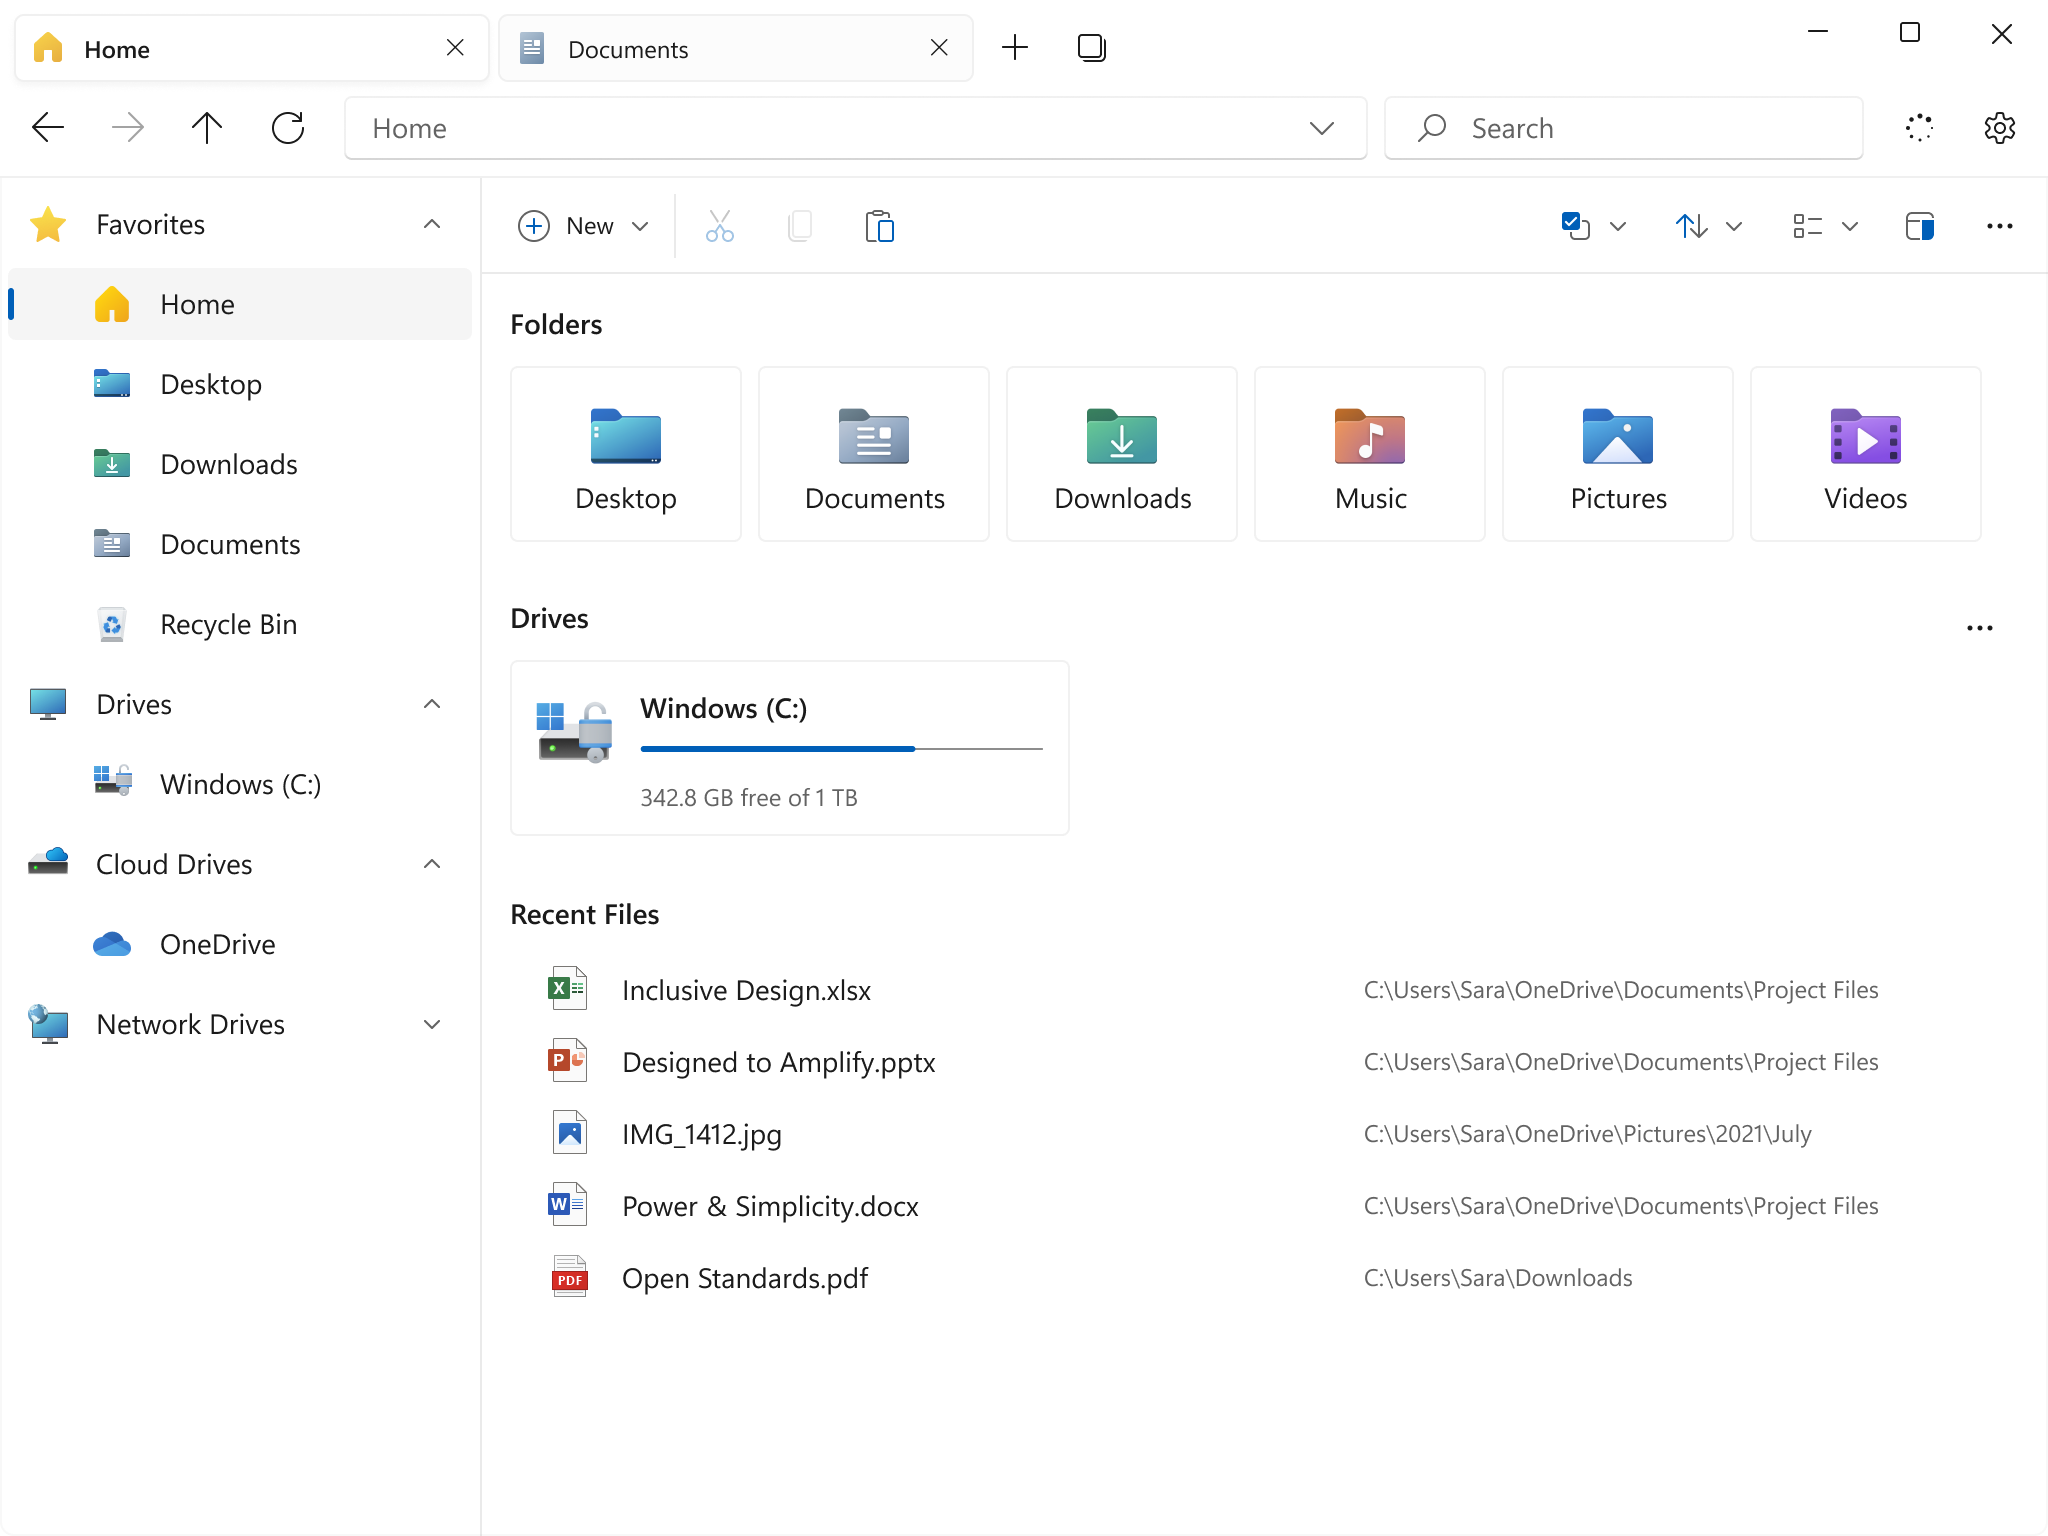 Home
Documents
Home
Search
Favorites
Home
Desktop
Downloads
Documents
Recycle Bin
Drives
Windows (C:)
Cloud Drives
OneDrive
Network Drives
New
Folders
Desktop
Documents
Downloads
Music
Pictures
Videos
Drives
Windows (C:)
342.8 GB free of 1 TB
Recent Files
X
Inclusive Design.xlsx C:\Users\Sara\OneDrive\Documents\Project Files
P
Designed to Amplify.pptx C:\Users\Sara\OneDrive\Documents\Project Files
IMG_1412.jpg C:\Users\Sara\OneDrive\Pictures\2021\July
W
Power & Simplicity.docx C:\Users\Sara\OneDrive\Documents\Project Files
PDF
Open Standards.pdf C:\Users\Sara\Downloads